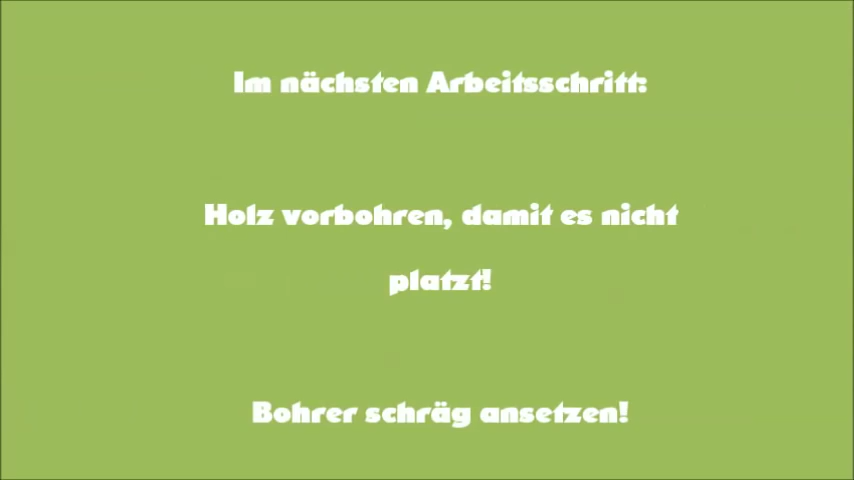 Im nächsten Arbeitsschritt:
Holz vorbohren, damit es nicht
platzt!
Bohrer schräg ansetzen!